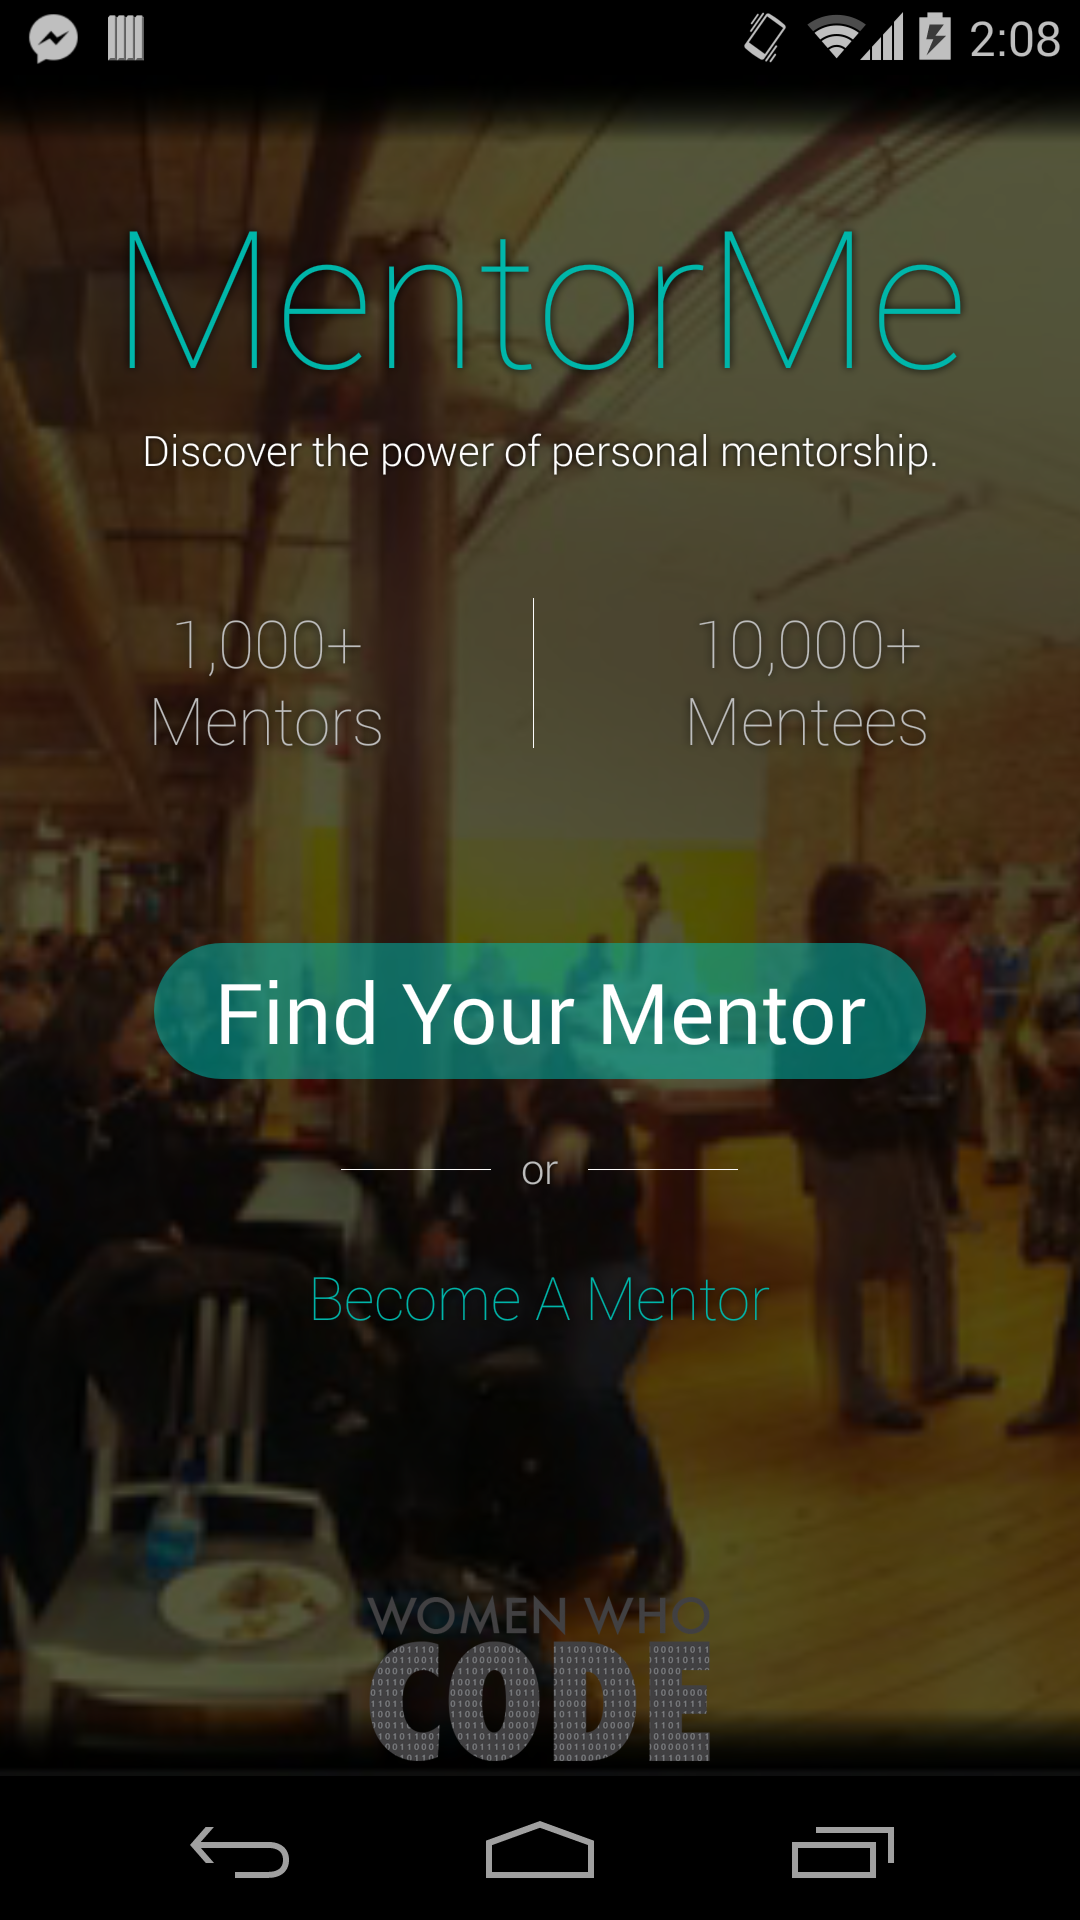 2:08
MentorMe
Discover the power of personal mentorship.
1,000+
Mentors
10,000+
Mentees
Find Your Mentor
or
Become A Mentor
WOMEN WHO
CODE